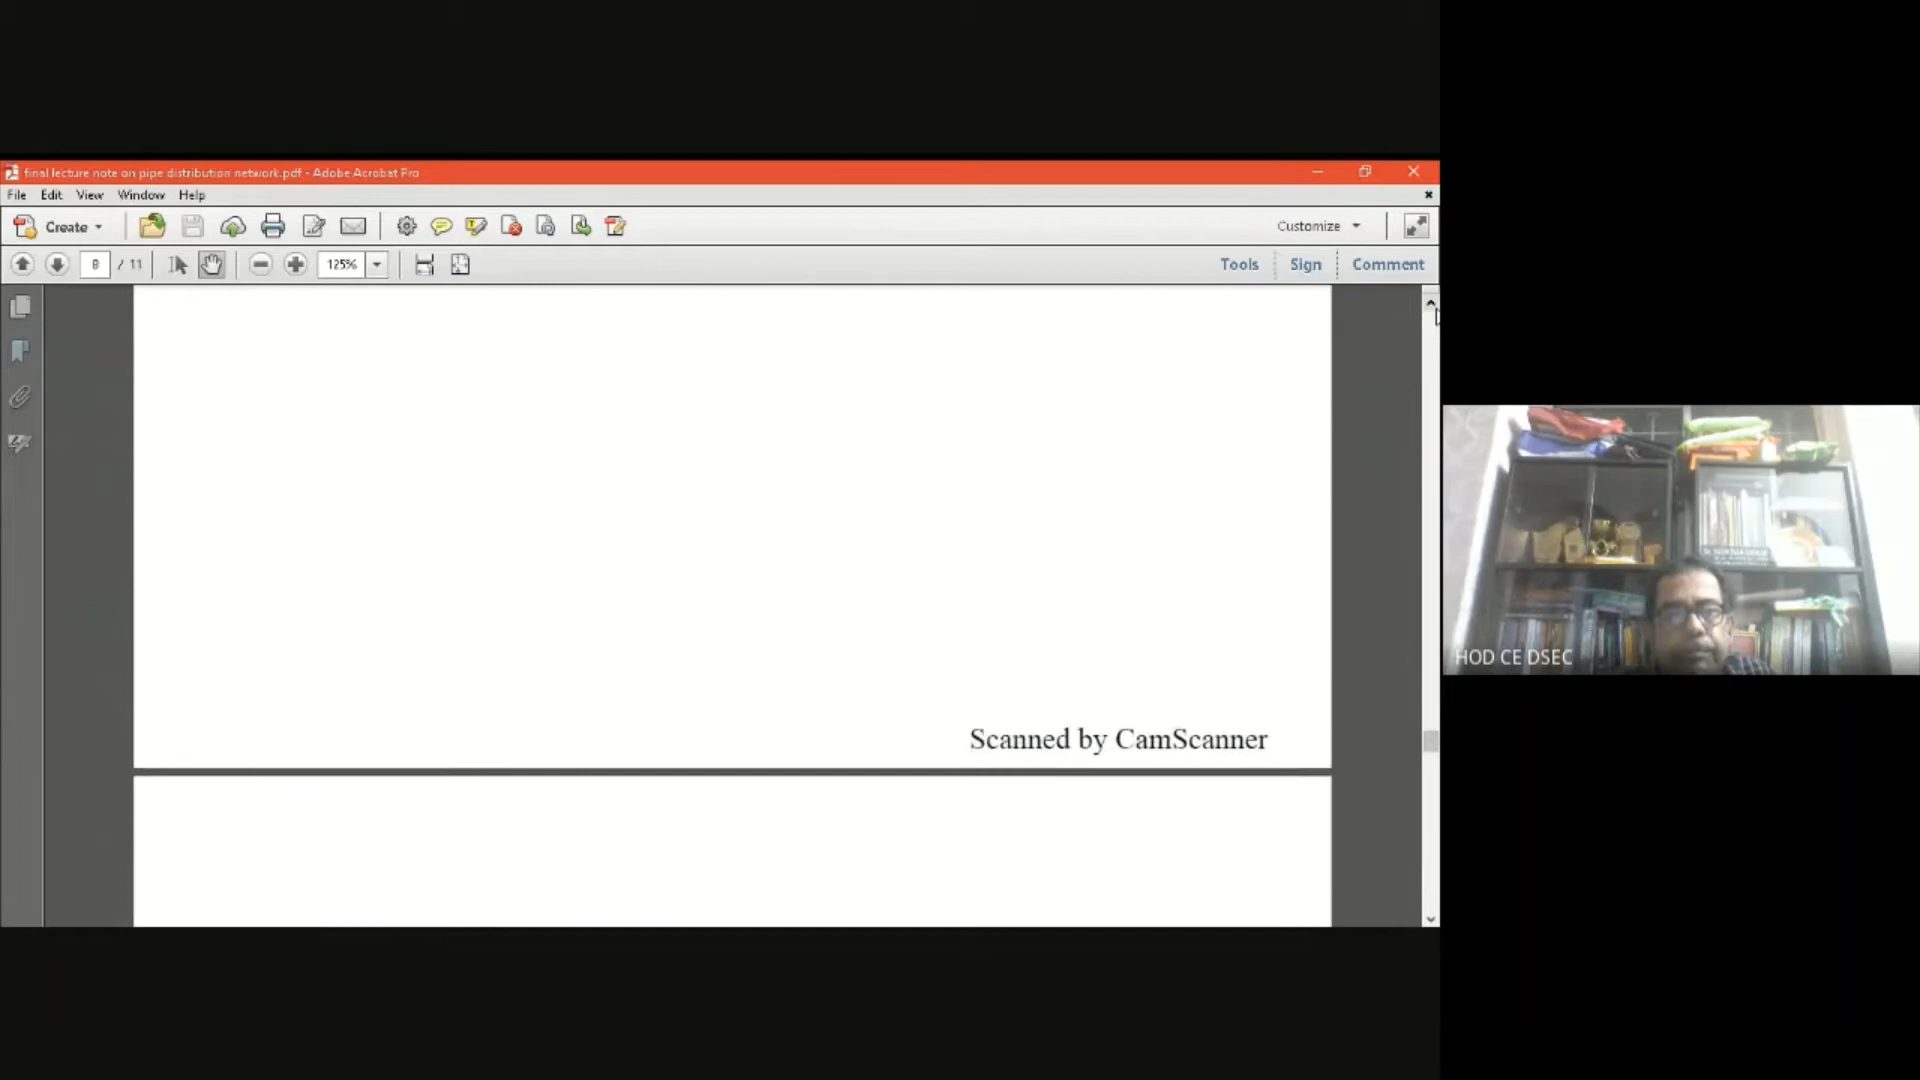 final lecture note on pipe distribution network.pdf - Adobe Acrobat Pro
File Edit View Window Help
Create
Customize
8 / 11
125%
Tools Sign Comment
Scanned by CamScanner
HOD CE DSEC